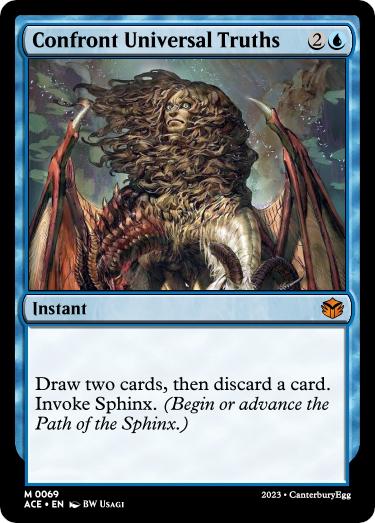 Confront Universal Truths 2
Instant
Draw two cards, then discard a card.
Invoke Sphinx. (Begin or advance the
Path of the Sphinx.)
M 0069
ACE • EN BW Usagi
2023 • CanterburyEgg